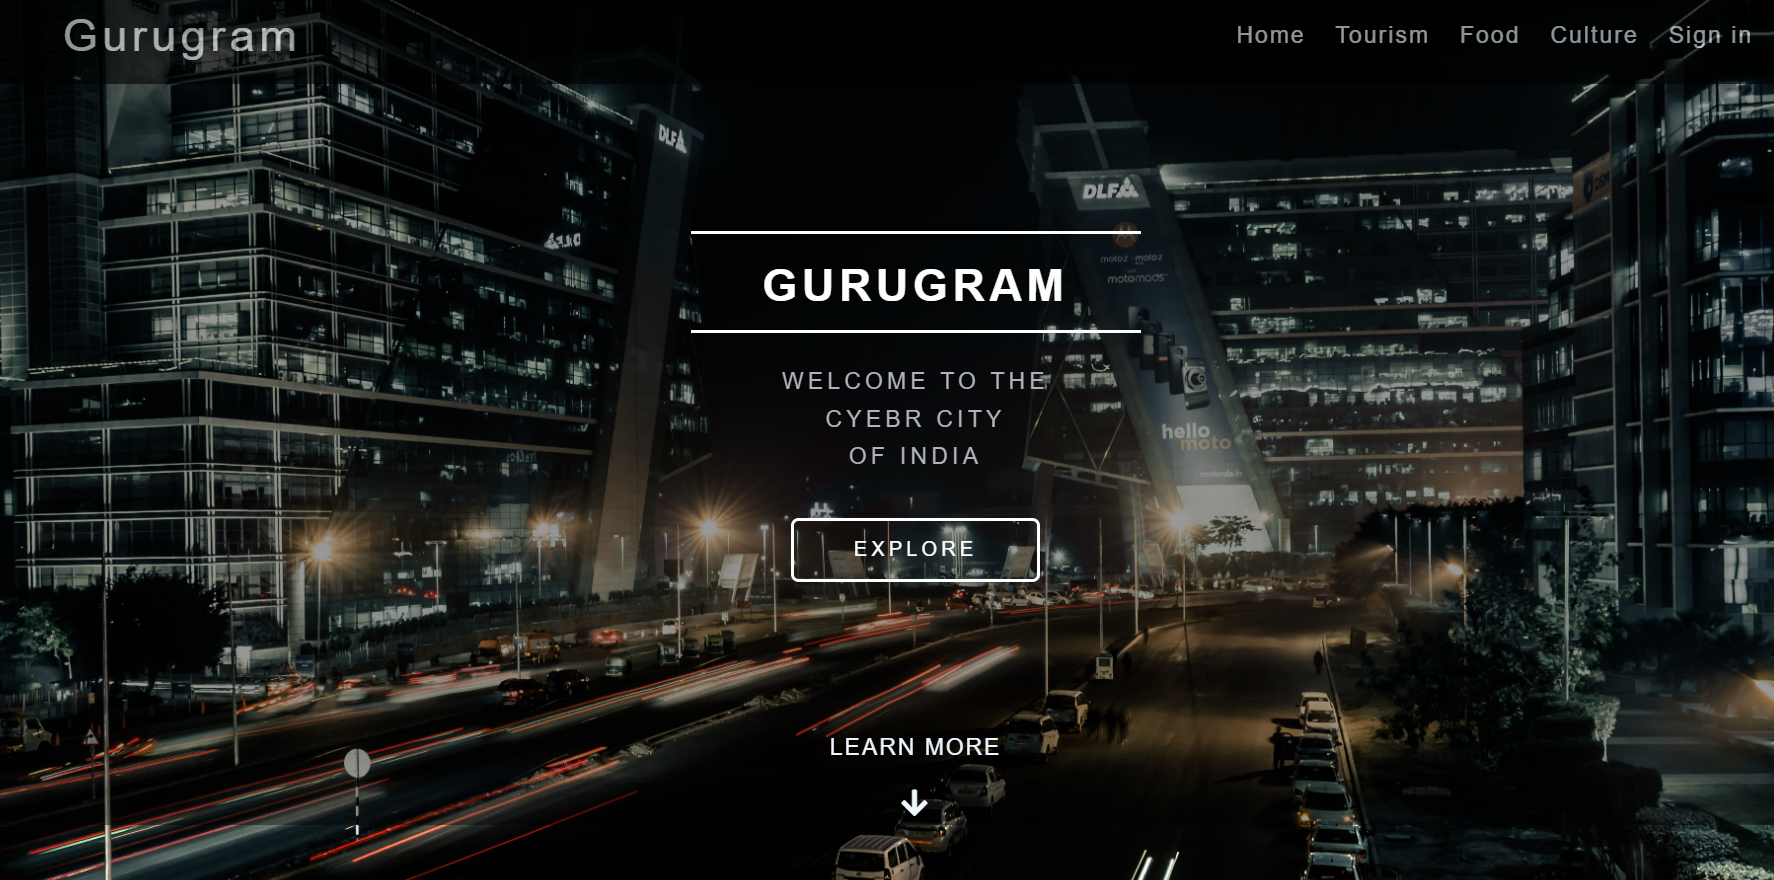 Gurugram
Home Tourism Food Culture Sign in
DLF
DLF
DSM
moto z moto z
motomods
GURUGRAM
WELCOME TO THE
CYEBR CITY
OF INDIA
hello
moto
motorola.in
EXPLORE
LEARN MORE